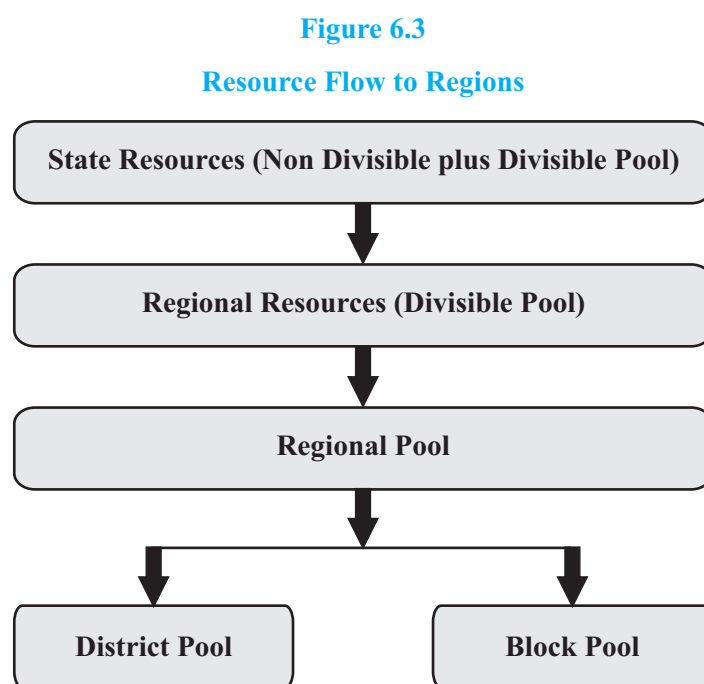 Figure 6.3
Resource Flow to Regions
State Resources (Non Divisible plus Divisible Pool)
Regional Resources (Divisible Pool)
Regional Pool
District Pool
Block Pool